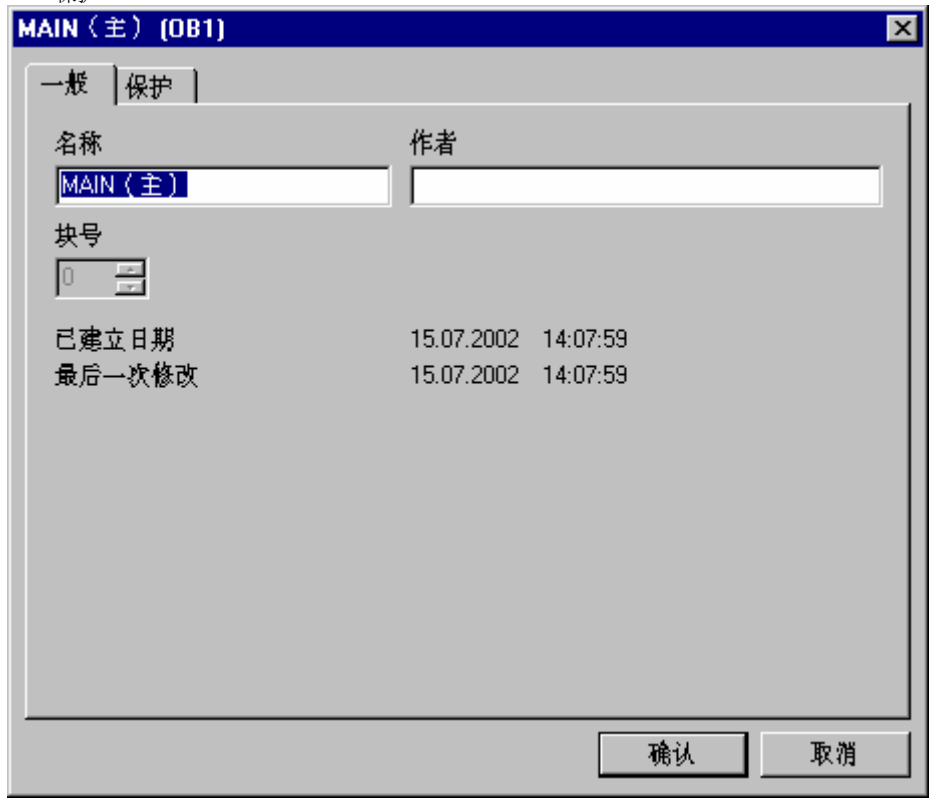 保护
MAIN（主） (OB1)
一般 保护
名称 作者
MAIN（主）
块号
0
已建立日期 15.07.2002 14:07:59
最后一次修改 15.07.2002 14:07:59
确认 取消